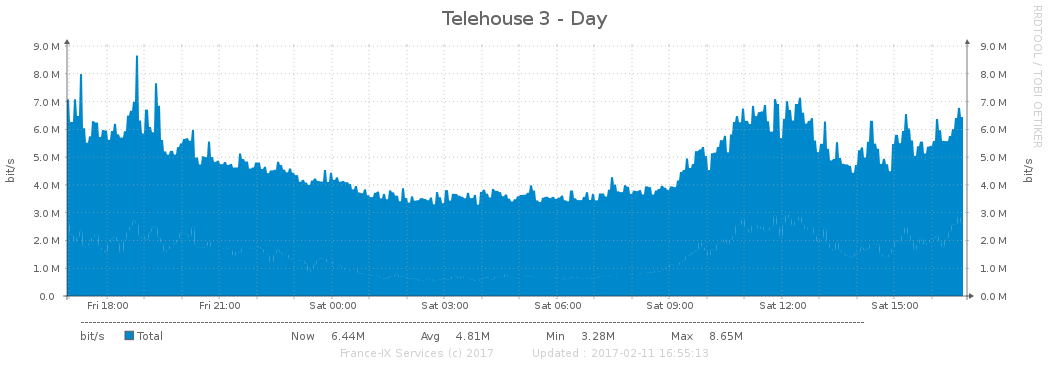 Telehouse 3 - Day
RRDTOOL / TOBI OETIKER
bit/s
9.0 M
8.0 M
7.0 M
6.0 M
5.0 M
4.0 M
3.0 M
2.0 M
1.0 M
0.0
9.0 M
8.0 M
7.0 M
6.0 M
5.0 M
4.0 M
3.0 M
2.0 M
1.0 M
0.0 M
bit/s
Fri 18:00 Fri 21:00 Sat 00:00 Sat 03:00 Sat 06:00 Sat 09:00 Sat 12:00 Sat 15:00
bit/s Total Now 6.44M Avg 4.81M Min 3.28M Max 8.65M
France-IX Services (c) 2017 Updated : 2017-02-11 16:55:13